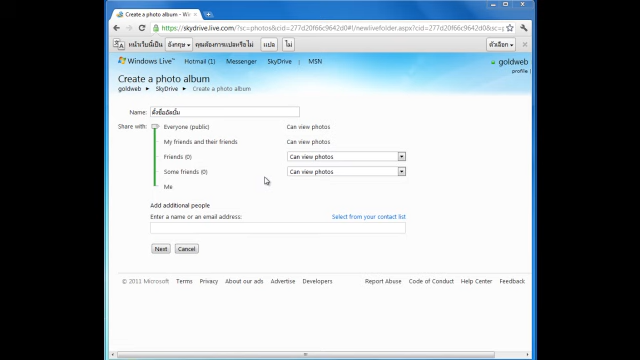 Create a photo album - Win
https://skydrive.live.com/?sc=photos&cid=277d20f66c9642d0#!/newlivefolder.aspx?cid=277d20f66c9642d0&sc=p
หน้าเว็บนี้เป็น อังกฤษ คุณต้องการแปลหรือไม่ แปล ไม่ ตัวเลือก
Windows Live™ Hotmail (1) Messenger SkyDrive MSN goldweb
profile
Create a photo album
goldweb ► SkyDrive ► Create a photo album
Name: ตั้งชื่ออัลบั้ม
Share with: Everyone (public) Can view photos
My friends and their friends Can view photos
Friends (0) Can view photos
Some friends (0) Can view photos
Me
Add additional people
Enter a name or an email address: Select from your contact list
Next Cancel
© 2011 Microsoft Terms Privacy About our ads Advertise Developers Report Abuse Code of Conduct Help Center Feedback